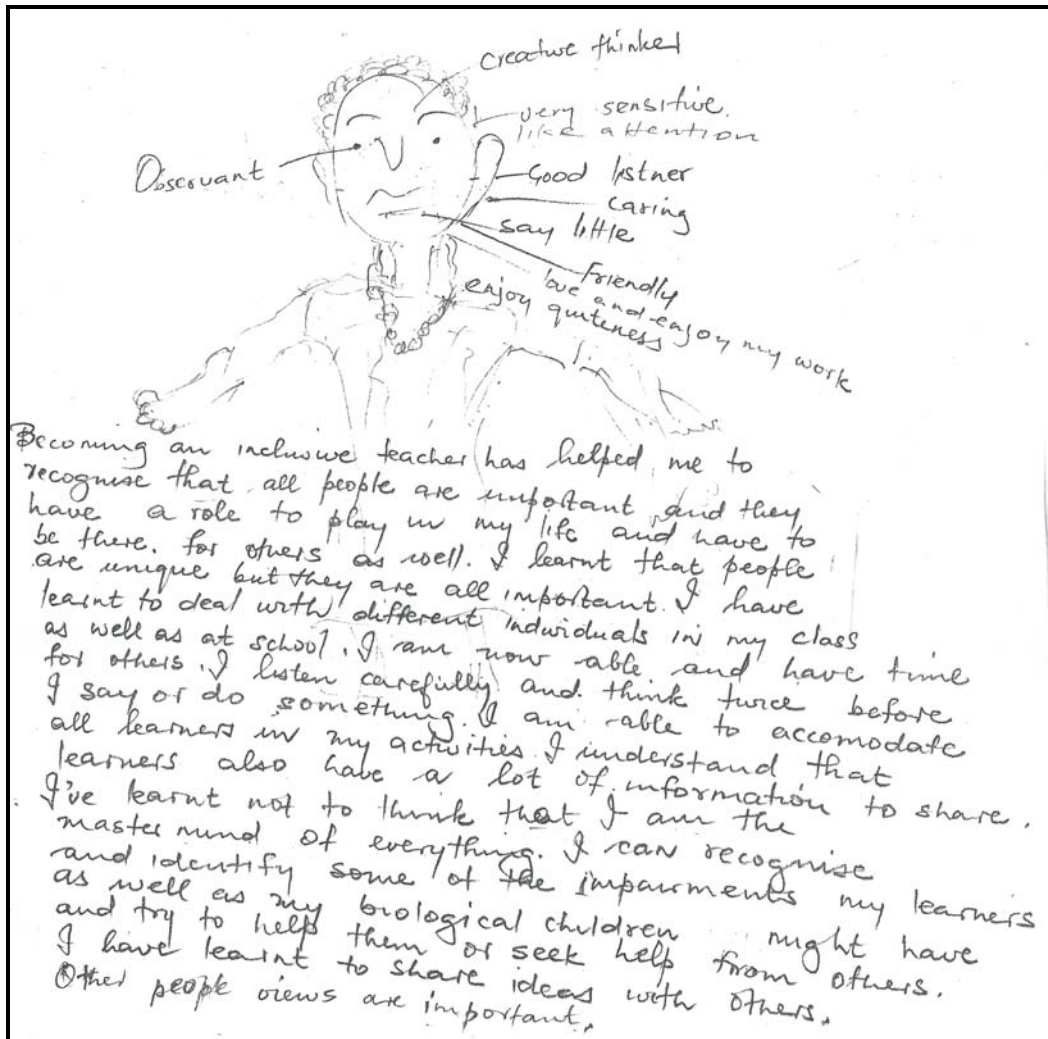 creative thinker
very sensitive.
like attention
Observant
Good listner
caring
say little
Friendly
love and enjoy my work
enjoy quiteness
Becoming an inclusive teacher has helped me to
recognise that all people are important and they
have a role to play in my life and have to
be there. for others as well. I learnt that people
are unique but they are all important. I have
learnt to deal with different individuals in my class
as well as at school. I am now able and have time
for others. I listen carefully and think twice before
I say or do something. I am able to accomodate
all learners in my activities. I understand that
learners also have a lot of information to share.
I've learnt not to think that I am the
master mind of everything. I can recognise
and identify some of the impairments my learners
as well as my biological children might have
and try to help them or seek help from others.
I have learnt to share ideas with others.
Other people views are important.